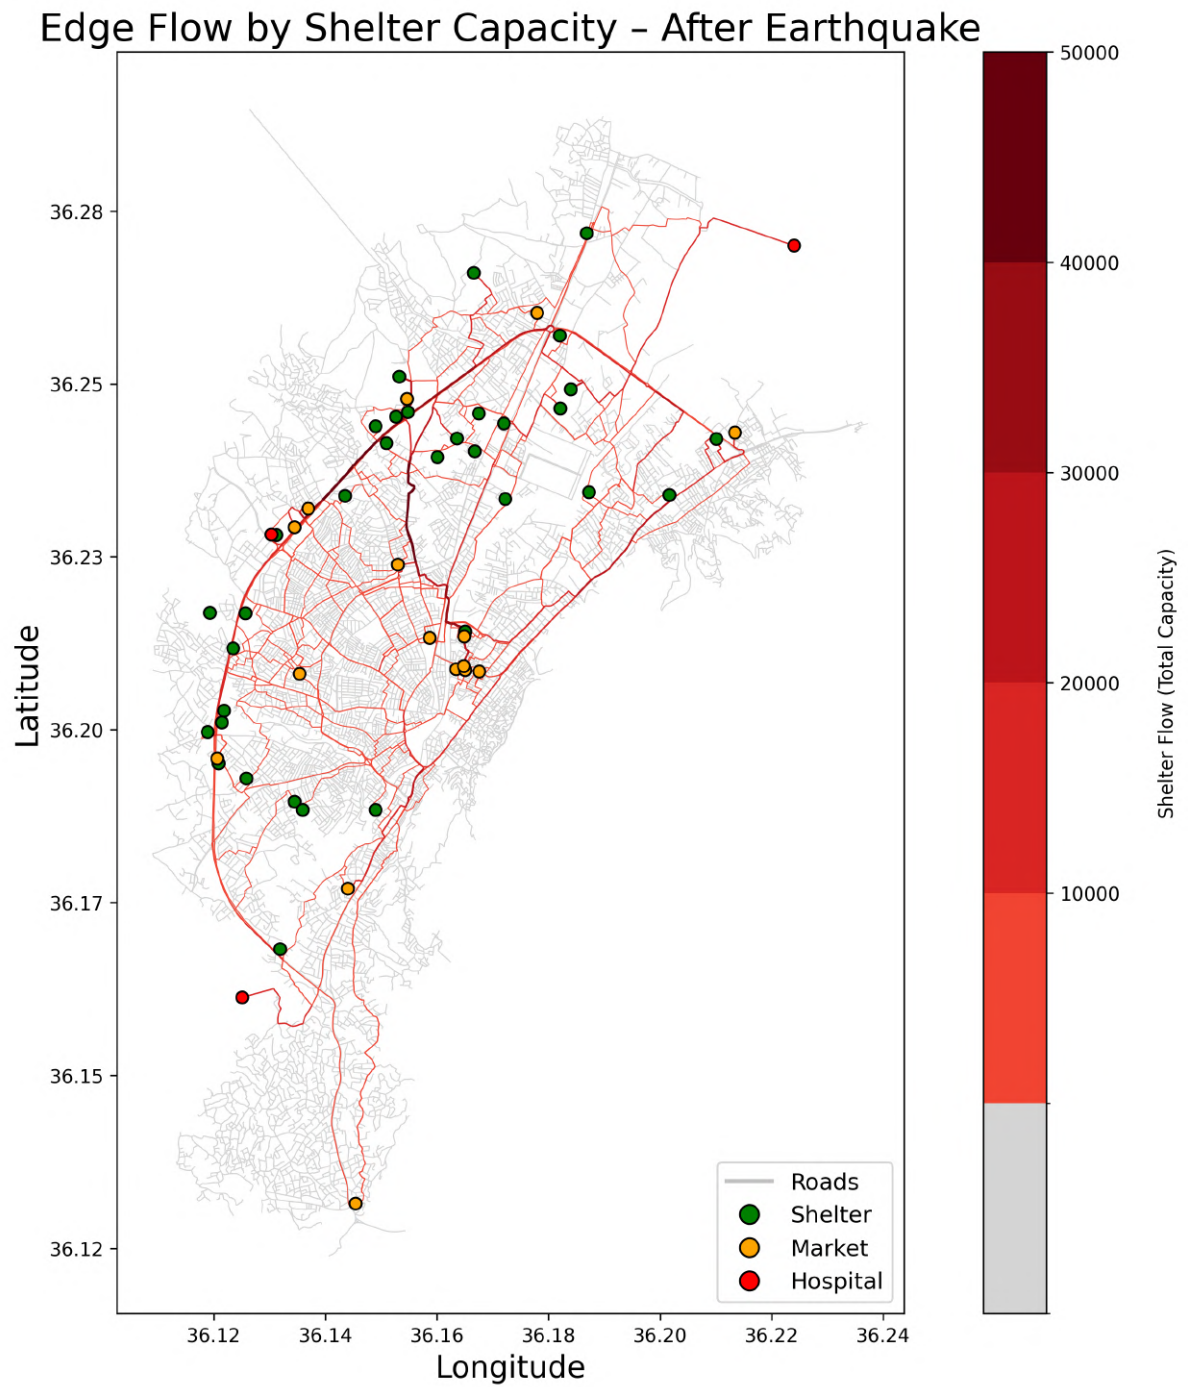 Edge Flow by Shelter Capacity – After Earthquake
50000
40000
30000
20000
10000
Shelter Flow (Total Capacity)
36.28
36.25
36.23
36.20
36.17
36.15
36.12
Latitude
Roads
Shelter
Market
Hospital
36.12 36.14 36.16 36.18 36.20 36.22 36.24
Longitude